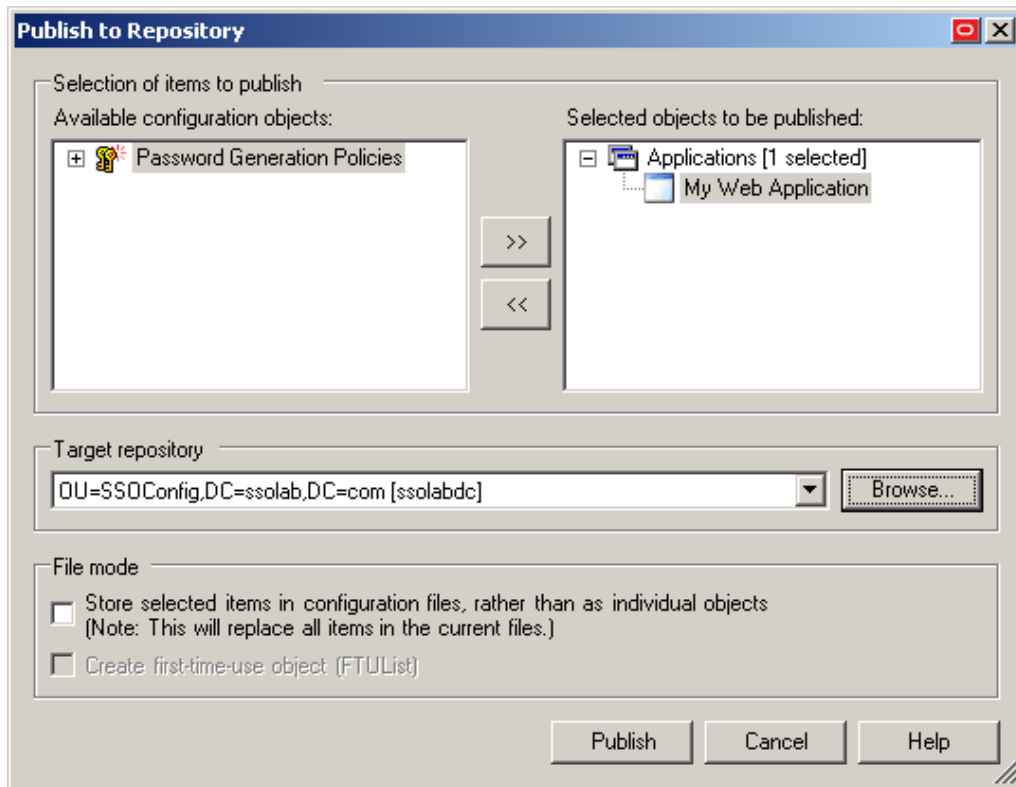 Publish to Repository
Selection of items to publish
Available configuration objects:
Selected objects to be published:
Password Generation Policies
Applications [1 selected]
My Web Application
>>
<<
Target repository
OU=SSOConfig,DC=ssolab,DC=com [ssolabdc]
Browse...
File mode
Store selected items in configuration files, rather than as individual objects
(Note: This will replace all items in the current files.)
Create first-time-use object (FTUList)
Publish
Cancel
Help